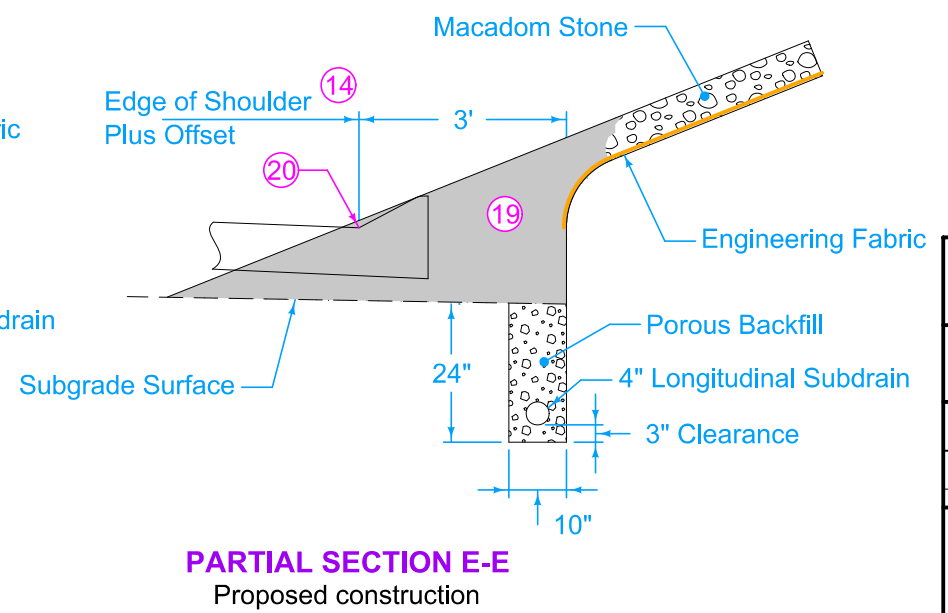 Macadom Stone
14
Edge of Shoulder
Plus Offset
3'
ric
20
19
Engineering Fabric
drain
Porous Backfill
24"
4" Longitudinal Subdrain
Subgrade Surface
3" Clearance
10"
PARTIAL SECTION E-E
Proposed construction